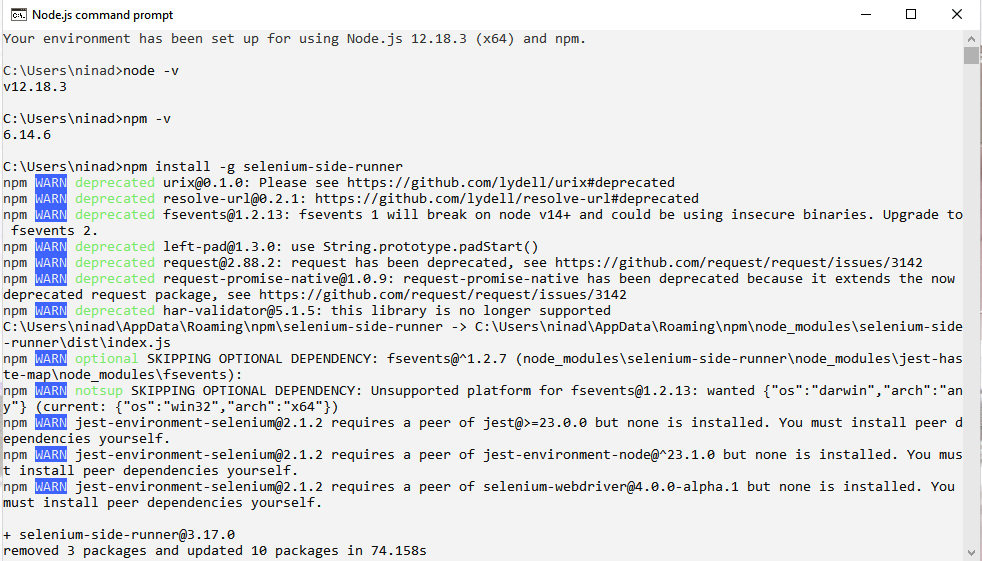 Node.js command prompt
Your environment has been set up for using Node.js 12.18.3 (x64) and npm.
C:\Users\ninad>node -v
v12.18.3
C:\Users\ninad>npm -v
6.14.6
C:\Users\ninad>npm install -g selenium-side-runner
npm WARN deprecated urix@0.1.0: Please see https://github.com/lydell/urix#deprecated
npm WARN deprecated resolve-url@0.2.1: https://github.com/lydell/resolve-url#deprecated
npm WARN deprecated fsevents@1.2.13: fsevents 1 will break on node v14+ and could be using insecure binaries. Upgrade to
 fsevents 2.
npm WARN deprecated left-pad@1.3.0: use String.prototype.padStart()
npm WARN deprecated request@2.88.2: request has been deprecated, see https://github.com/request/request/issues/3142
npm WARN deprecated request-promise-native@1.0.9: request-promise-native has been deprecated because it extends the now
deprecated request package, see https://github.com/request/request/issues/3142
npm WARN deprecated har-validator@5.1.5: this library is no longer supported
C:\Users\ninad\AppData\Roaming\npm\selenium-side-runner -> C:\Users\ninad\AppData\Roaming\npm\node_modules\selenium-side
-runner\dist\index.js
npm WARN optional SKIPPING OPTIONAL DEPENDENCY: fsevents@^1.2.7 (node_modules\selenium-side-runner\node_modules\jest-has
te-map\node_modules\fsevents):
npm WARN notsup SKIPPING OPTIONAL DEPENDENCY: Unsupported platform for fsevents@1.2.13: wanted {"os":"darwin","arch":"an
y"} (current: {"os":"win32","arch":"x64"})
npm WARN jest-environment-selenium@2.1.2 requires a peer of jest@>=23.0.0 but none is installed. You must install peer d
ependencies yourself.
npm WARN jest-environment-selenium@2.1.2 requires a peer of jest-environment-node@^23.1.0 but none is installed. You mus
t install peer dependencies yourself.
npm WARN jest-environment-selenium@2.1.2 requires a peer of selenium-webdriver@4.0.0-alpha.1 but none is installed. You
must install peer dependencies yourself.
+ selenium-side-runner@3.17.0
removed 3 packages and updated 10 packages in 74.158s